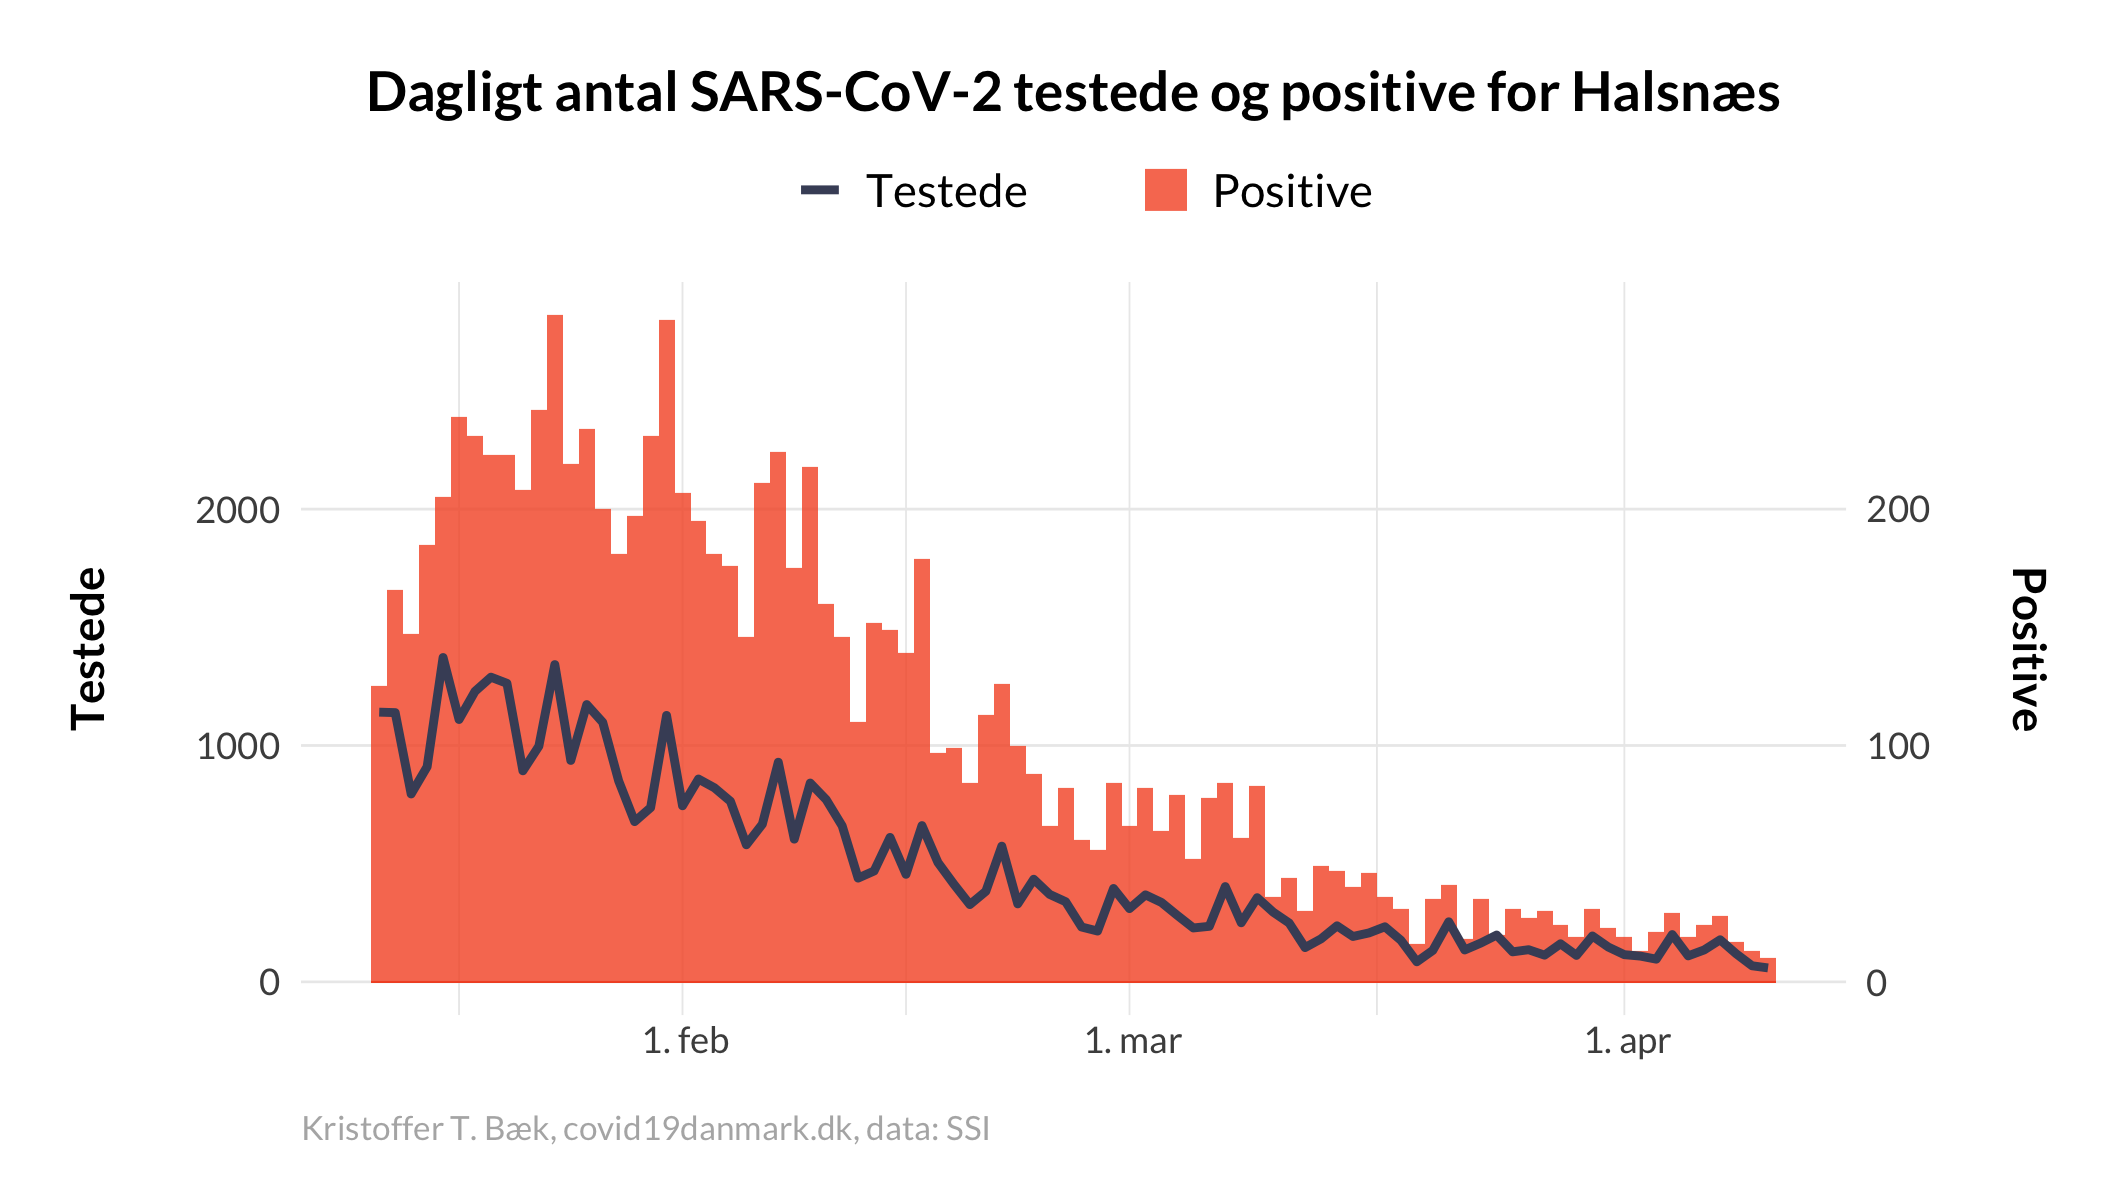 Dagligt antal SARS-CoV-2 testede og positive for Halsnæs
Testede
Positive
2000
1000
0
Testede
200
100
0
Positive
1. feb
1. mar
1. apr
Kristoffer T. Bæk, covid19danmark.dk, data: SSI